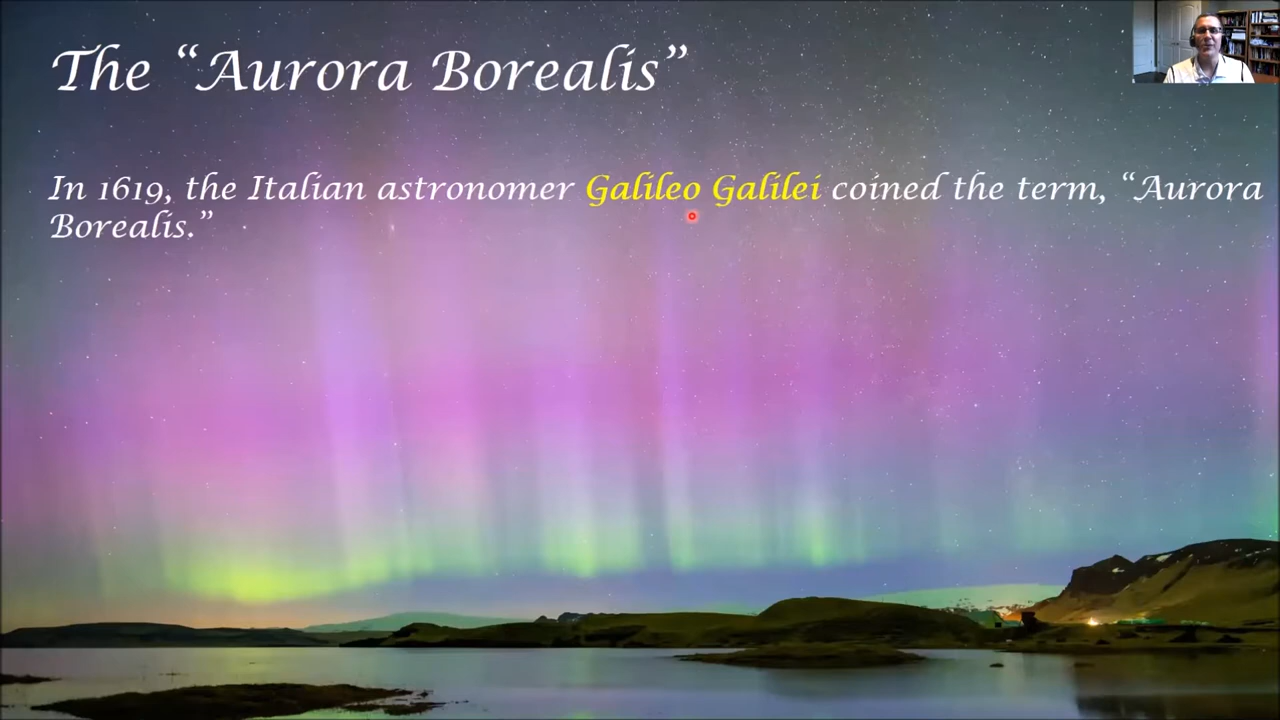 The “Aurora Borealis”
In 1619, the Italian astronomer Galileo Galilei coined the term, “Aurora
Borealis.”